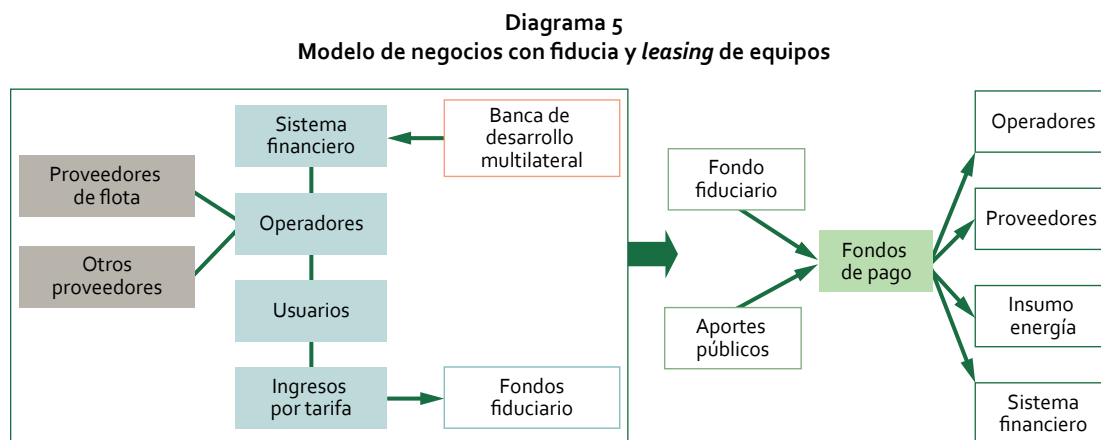 Diagrama 5
Modelo de negocios con fiducia y leasing de equipos
Sistema
financiero
Banca de
desarrollo
multilateral
Proveedores
de flota
Operadores
Otros
proveedores
Usuarios
Ingresos
por tarifa
Fondos
fiduciario
Fondo
fiduciario
Aportes
públicos
Fondos
de pago
Operadores
Proveedores
Insumo
energía
Sistema
financiero